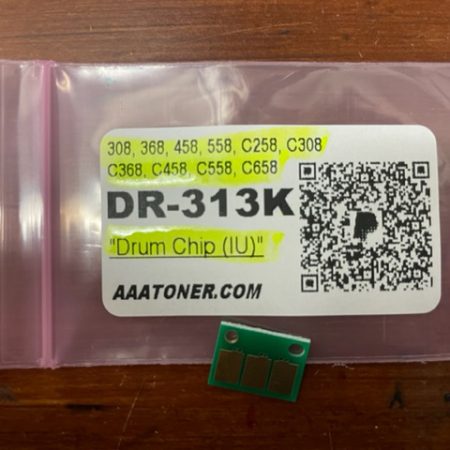 308, 368, 458, 558, C258, C308
C368, C458, C558, C658
DR-313K
"Drum Chip (IU)"
AAATONER.COM